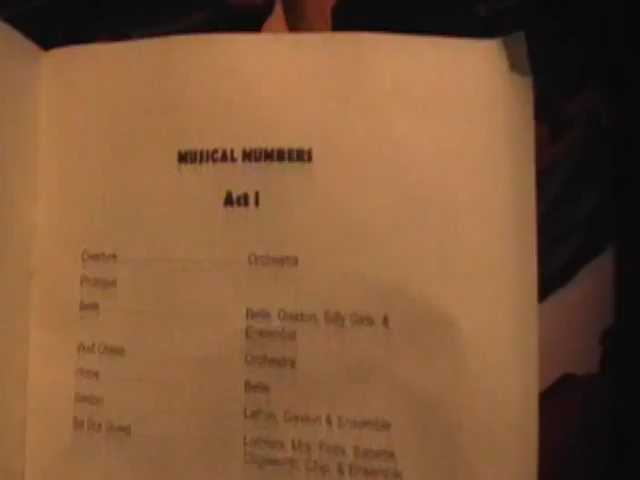 MUSICAL NUMBERS
Act I
Overture Orchestra
Prologue
Belle Belle, Gaston, Silly Girls, &
Ensemble
Wolf Chase Orchestra
Home Belle
Gaston LeFou, Gaston & Ensemble
Be Our Guest Lumiere, Mrs. Potts, Babette,
Cogsworth, Chip, & Ensemble